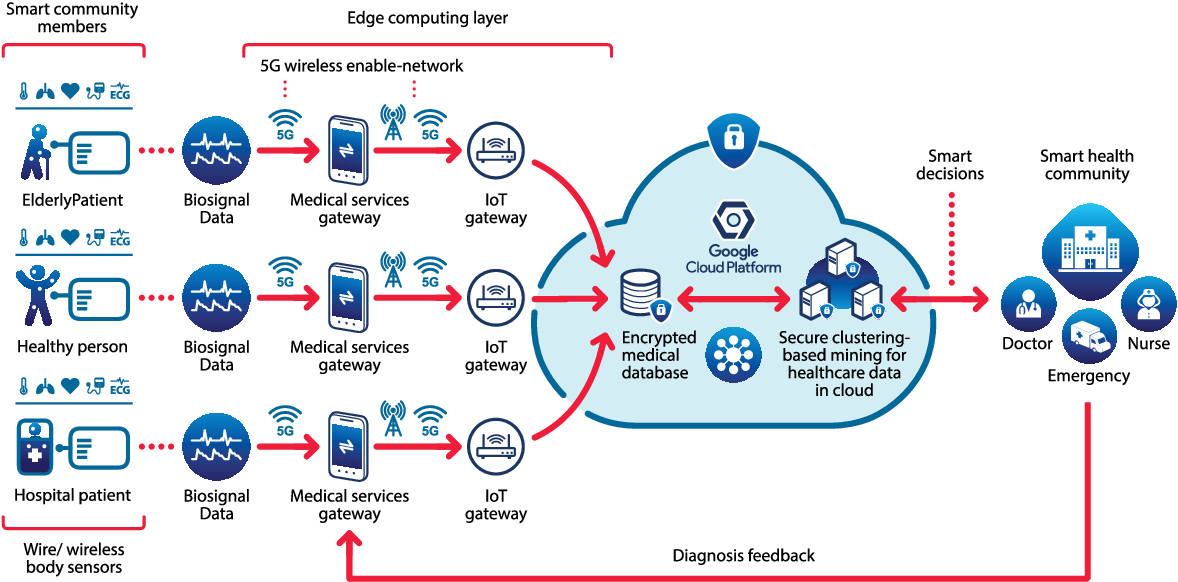 Smart community
members
Edge computing layer
5G wireless enable-network
ECG
5G
5G
ElderlyPatient
Biosignal
Data
Medical services
gateway
IoT
gateway
ECG
5G
5G
Healthy person
Biosignal
Data
Medical services
gateway
IoT
gateway
ECG
5G
5G
Hospital patient
Biosignal
Data
Medical services
gateway
IoT
gateway
Wire/ wireless
body sensors
Google
Cloud Platform
Encrypted
medical
database
Secure clustering-
based mining for
healthcare data
in cloud
Smart
decisions
Smart health
community
Doctor
Nurse
Emergency
Diagnosis feedback